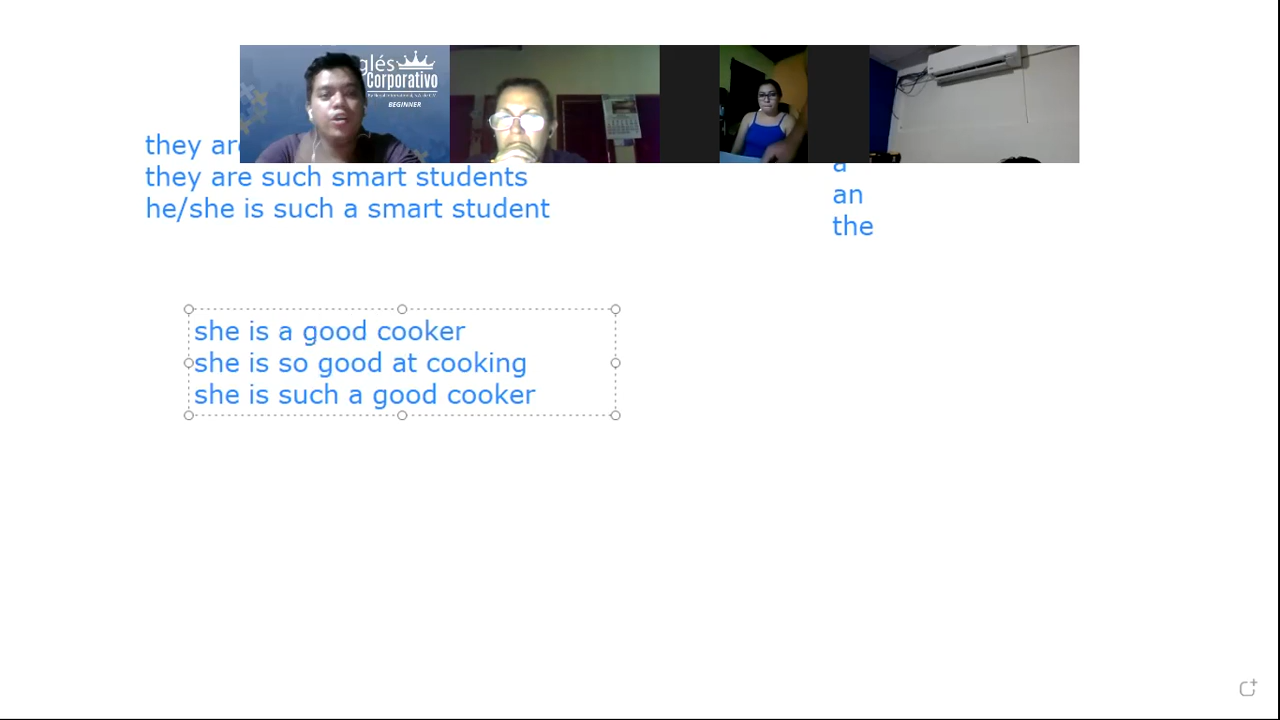 glés
Corporativo
BEGINNER
they are
they are such smart students
he/she is such a smart student
a
an
the
she is a good cooker
she is so good at cooking
she is such a good cooker